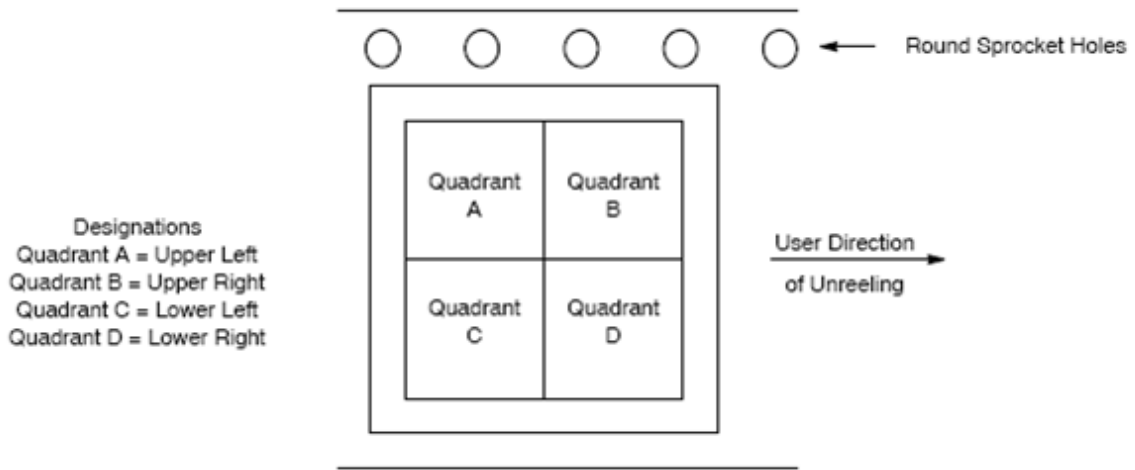 Round Sprocket Holes
Quadrant
A
Quadrant
B
Designations
Quadrant A = Upper Left
Quadrant B = Upper Right
Quadrant C = Lower Left
Quadrant D = Lower Right
User Direction
of Unreeling
Quadrant
C
Quadrant
D